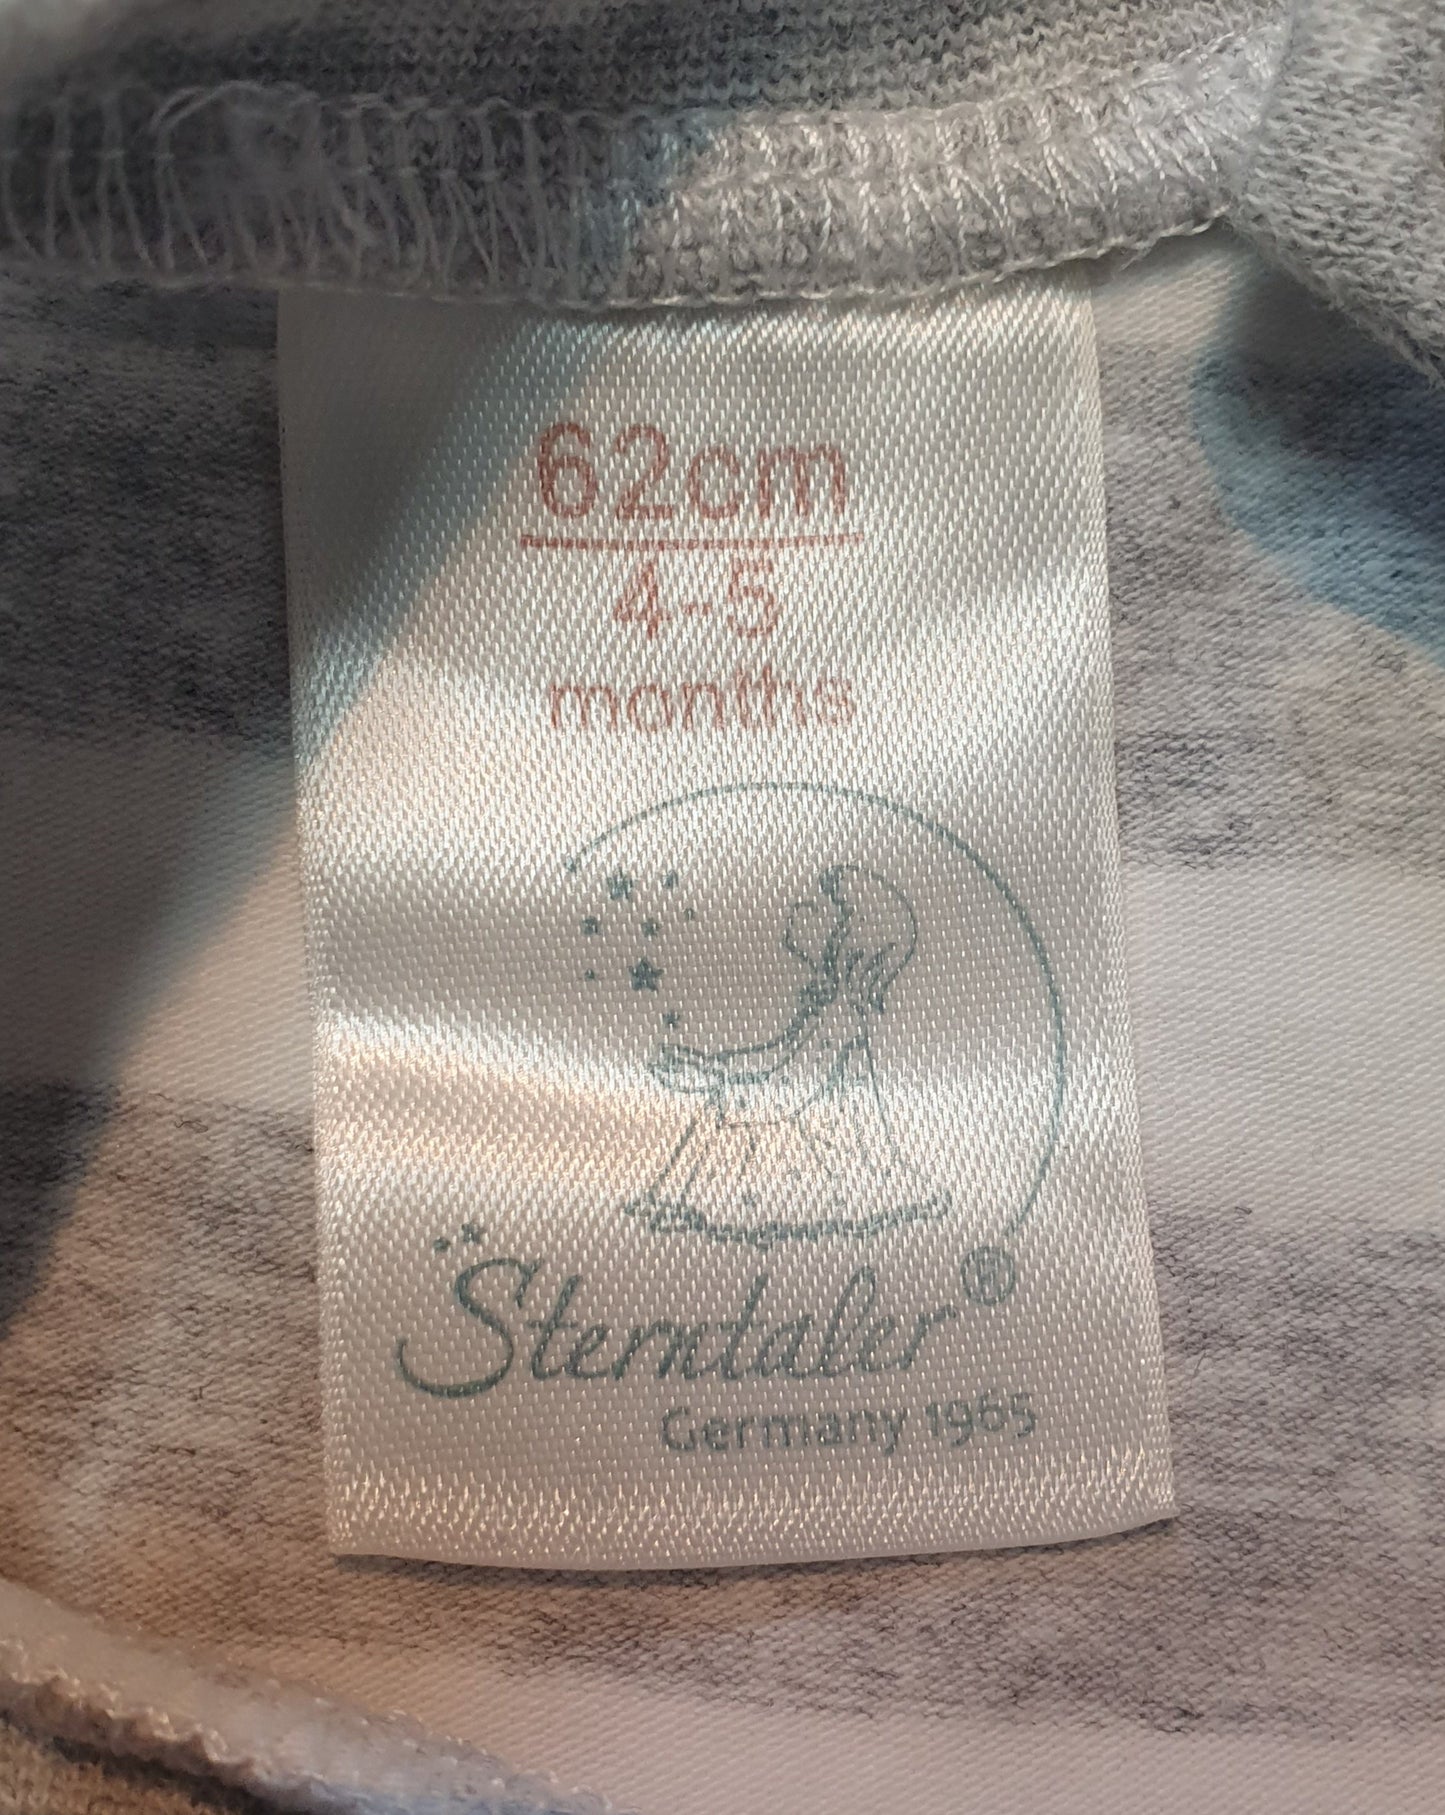 62cm
4-5
months
Sterntaler®
Germany 1965